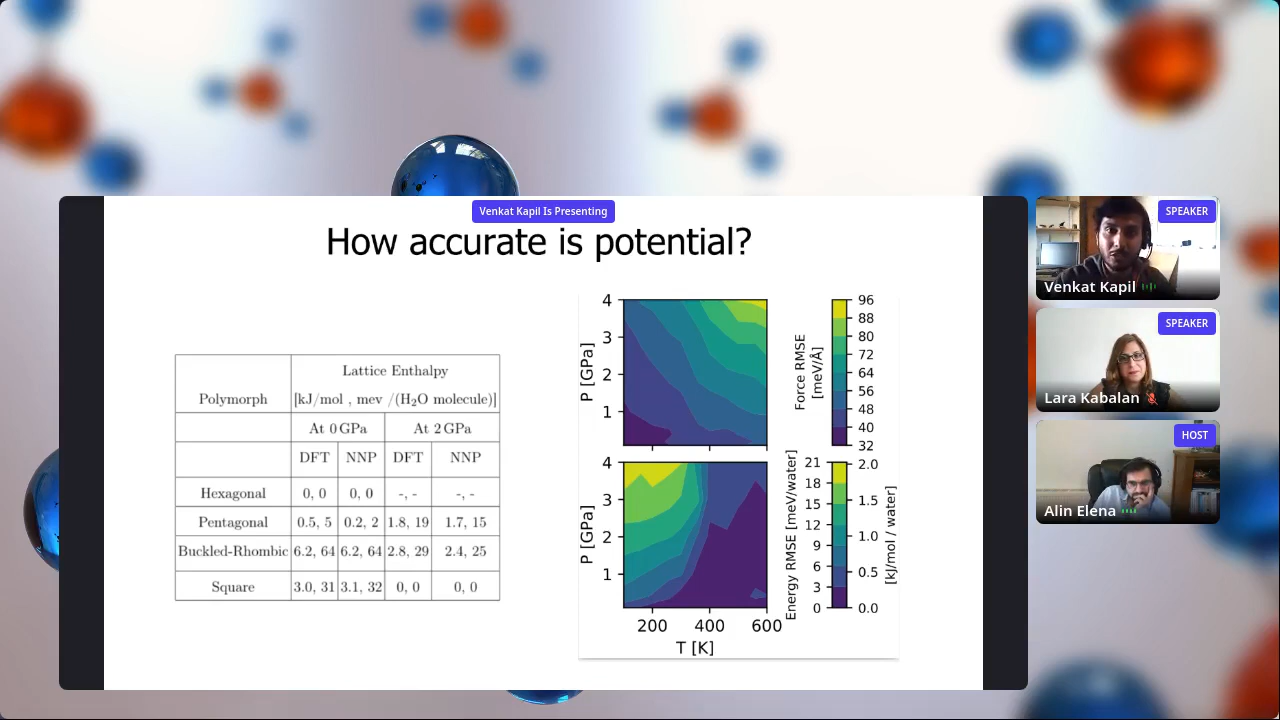 Venkat Kapil Is Presenting
How accurate is potential?
Polymorph
Lattice Enthalpy
[kJ/mol , mev /(H₂O molecule)]
At 0 GPa At 2 GPa
DFT NNP DFT NNP
Hexagonal 0, 0 0, 0 -, - -, -
Pentagonal 0.5, 5 0.2, 2 1.8, 19 1.7, 15
Buckled-Rhombic 6.2, 64 6.2, 64 2.8, 29 2.4, 25
Square 3.0, 31 3.1, 32 0, 0 0, 0
4
3
2
1
P [GPa]
Force RMSE
[meV/Å]
96
88
80
72
64
56
48
40
32
4
3
2
1
P [GPa]
200 400 600
T [K]
Energy RMSE [meV/water]
21
18
15
12
9
6
3
0
2.0
1.5
1.0
0.5
0.0
[kJ/mol / water]
SPEAKER
Venkat Kapil
SPEAKER
Lara Kabalan
HOST
Alin Elena